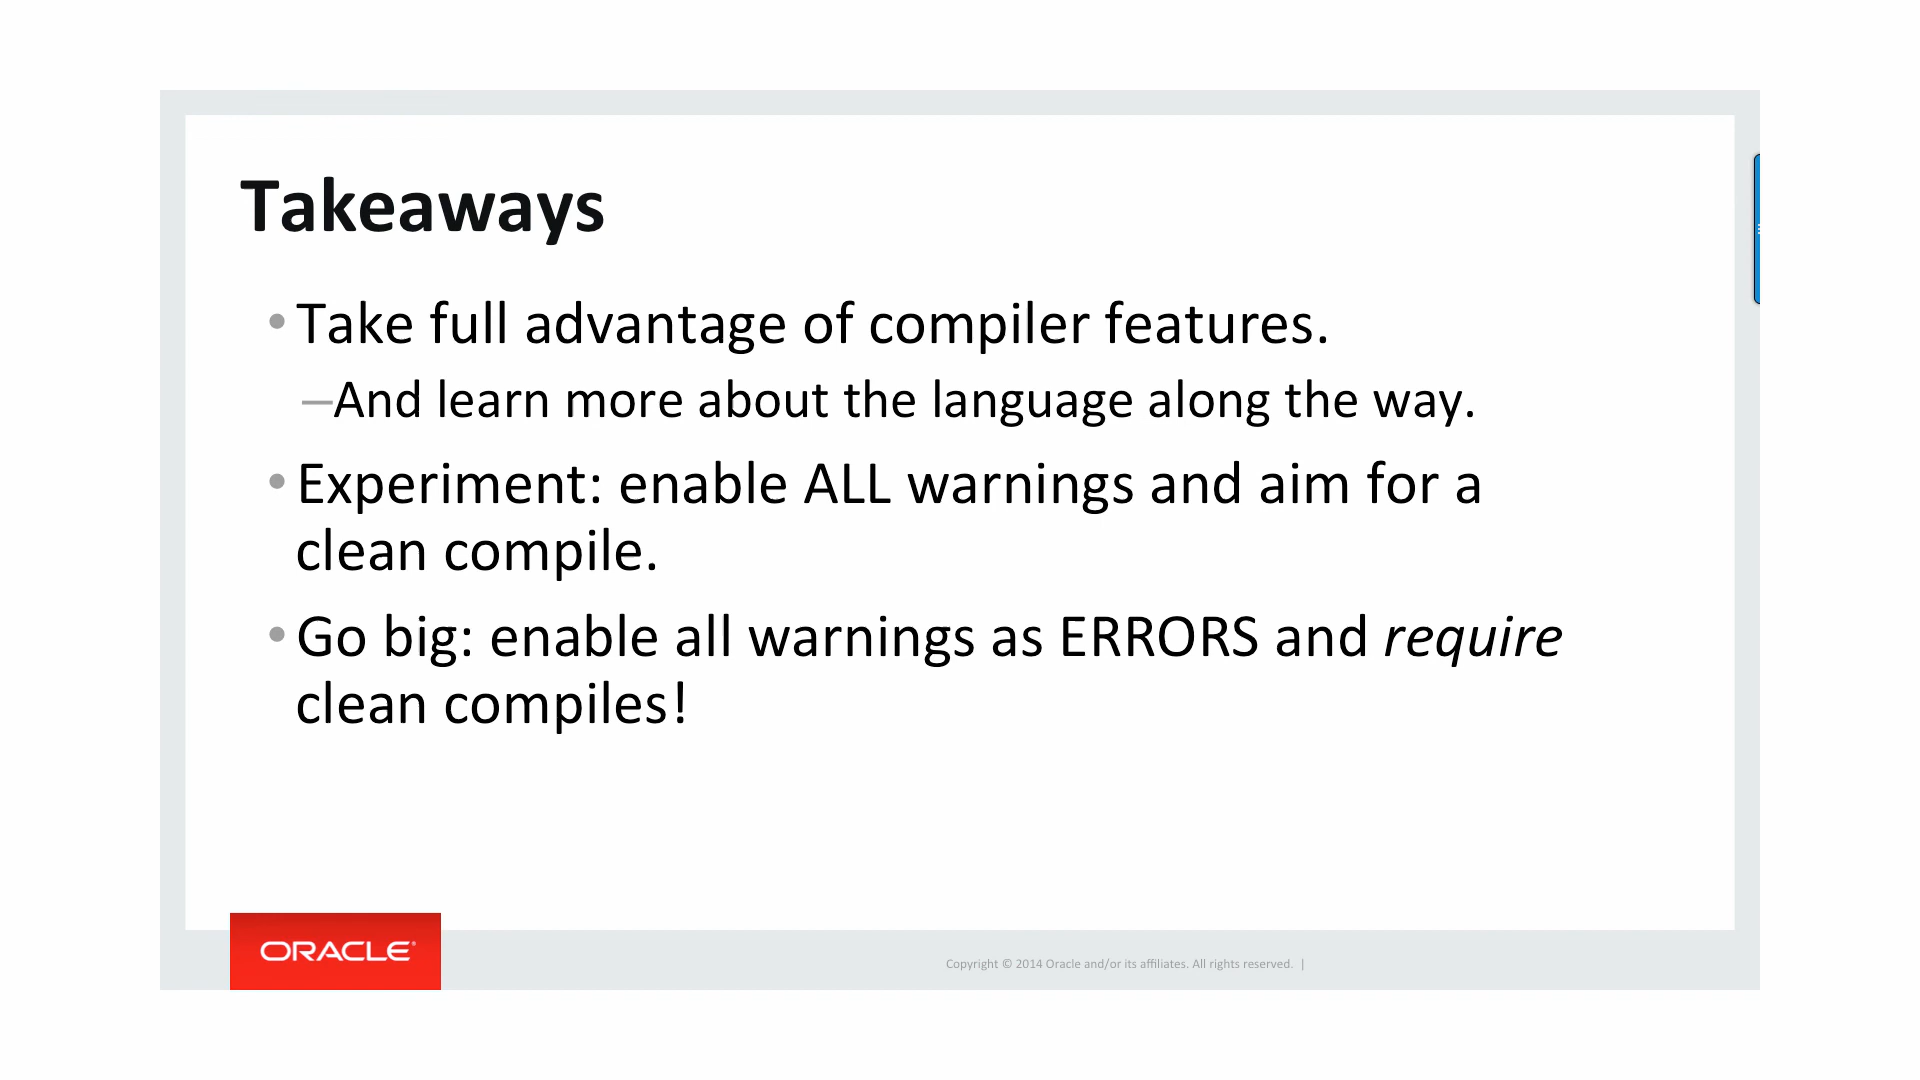 Takeaways
• Take full advantage of compiler features.
–And learn more about the language along the way.
• Experiment: enable ALL warnings and aim for a
clean compile.
• Go big: enable all warnings as ERRORS and require
clean compiles!
ORACLE®
Copyright © 2014 Oracle and/or its affiliates. All rights reserved. |